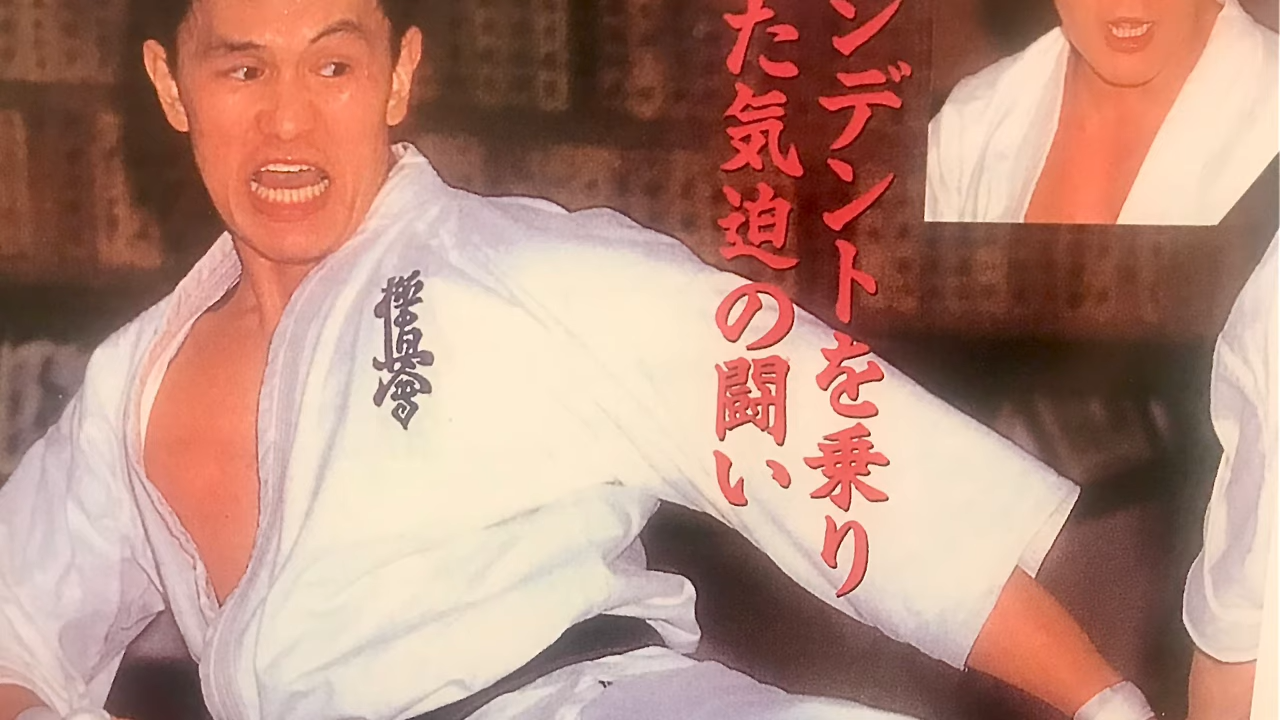 ンデントを乗り
た気迫の闘い
極真會